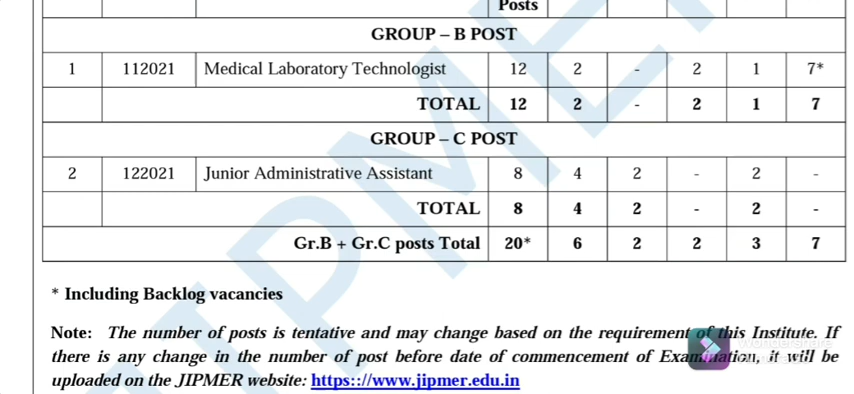 Posts
GROUP – B POST
1 112021 Medical Laboratory Technologist 12 2 - 2 1 7*
TOTAL 12 2 - 2 1 7
GROUP – C POST
2 122021 Junior Administrative Assistant 8 4 2 - 2 -
TOTAL 8 4 2 - 2 -
Gr.B + Gr.C posts Total 20* 6 2 2 3 7
* Including Backlog vacancies
Note: The number of posts is tentative and may change based on the requirement of this Institute. If
there is any change in the number of post before date of commencement of Examination, it will be
uploaded on the JIPMER website: https:://www.jipmer.edu.in
Wondershare